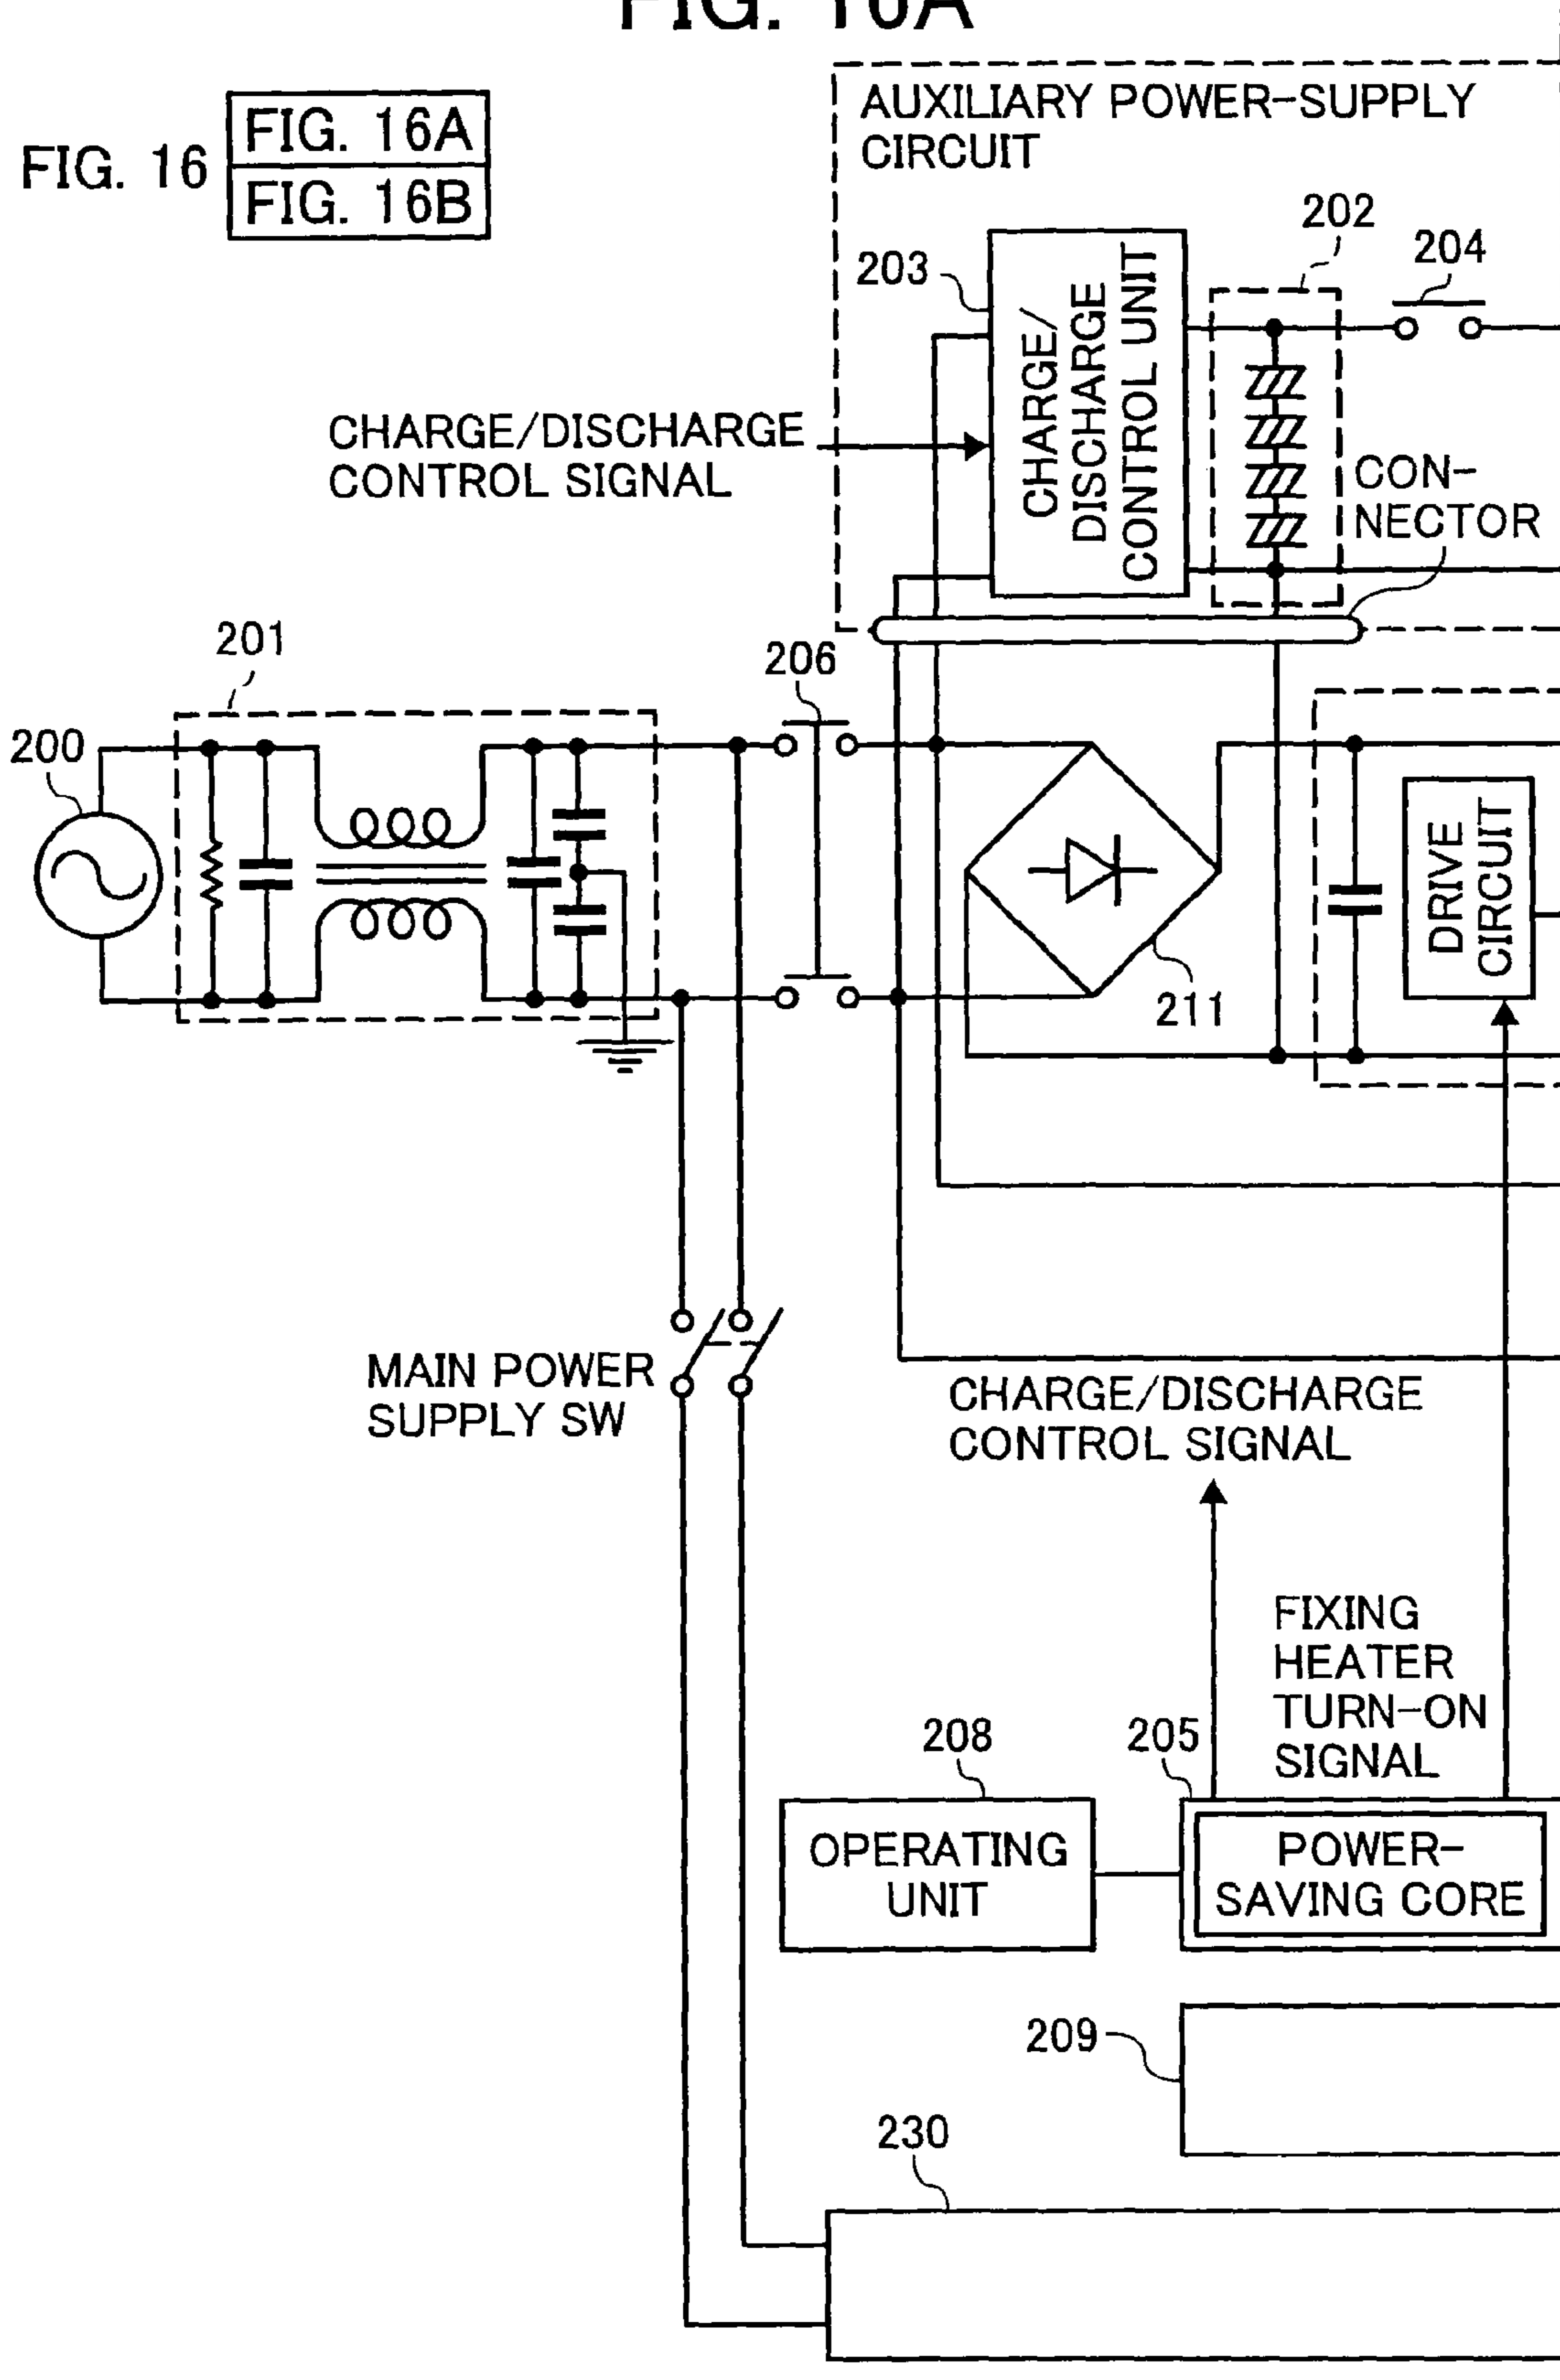 FIG. 16A
FIG. 16
FIG. 16A
FIG. 16B
AUXILIARY POWER-SUPPLY
CIRCUIT
202
204
203
CHARGE/
DISCHARGE
CONTROL UNIT
CHARGE/DISCHARGE
CONTROL SIGNAL
CON-
NECTOR
201
206
200
DRIVE
CIRCUIT
211
MAIN POWER
SUPPLY SW
CHARGE/DISCHARGE
CONTROL SIGNAL
FIXING
HEATER
TURN-ON
SIGNAL
208
205
OPERATING
UNIT
POWER-
SAVING CORE
209
230